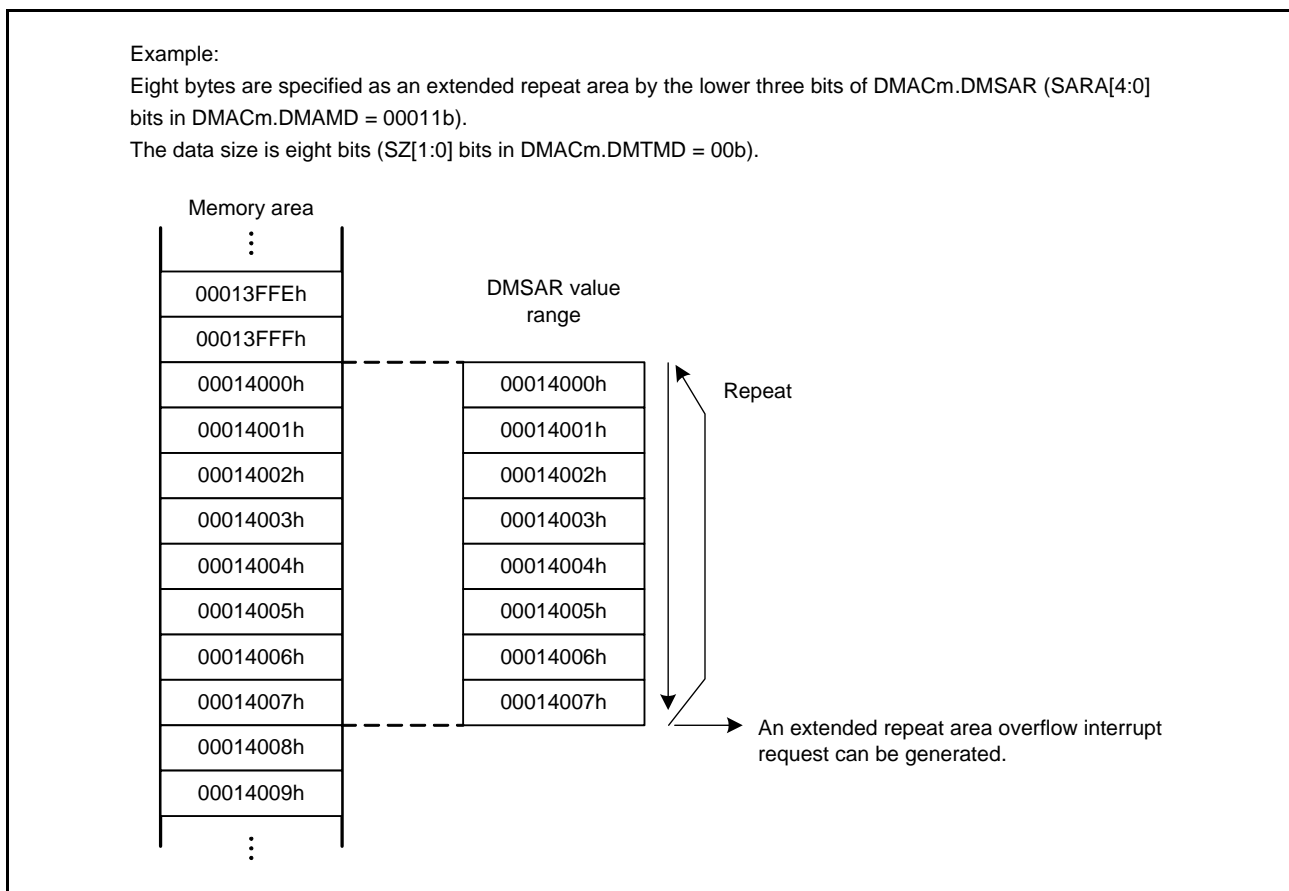 Example:
Eight bytes are specified as an extended repeat area by the lower three bits of DMACm.DMSAR (SARA[4:0]
bits in DMACm.DMAMD = 00011b).
The data size is eight bits (SZ[1:0] bits in DMACm.DMTMD = 00b).
Memory area
00013FFEh
00013FFFh
00014000h
00014001h
00014002h
00014003h
00014004h
00014005h
00014006h
00014007h
00014008h
00014009h
DMSAR value
range
00014000h
00014001h
00014002h
00014003h
00014004h
00014005h
00014006h
00014007h
Repeat
An extended repeat area overflow interrupt
request can be generated.